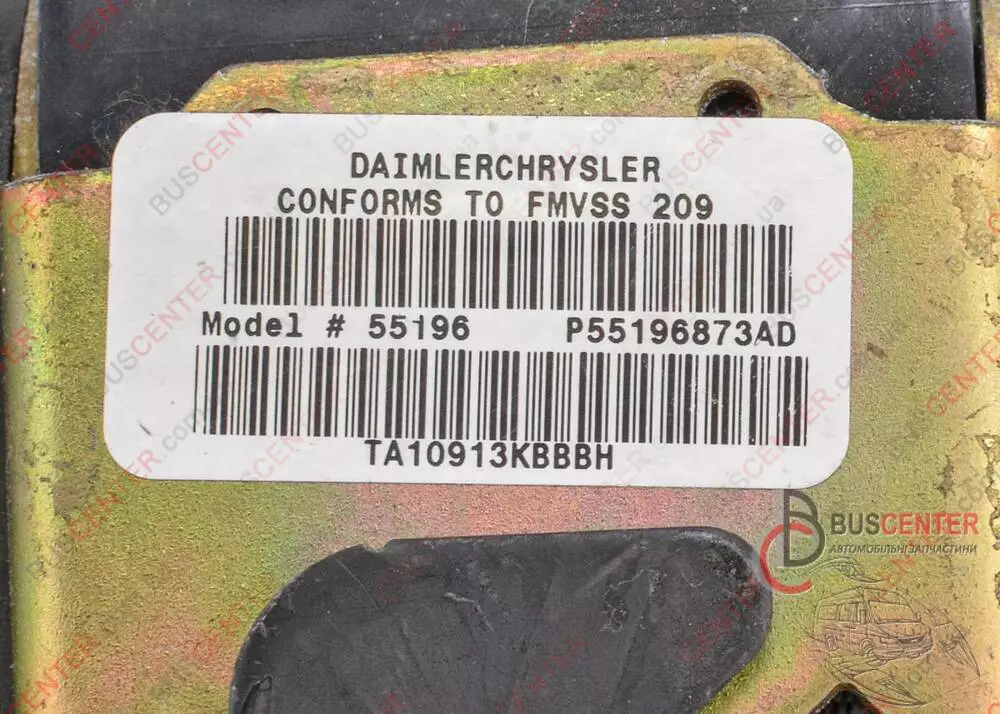 DAIMLERCHRYSLER
CONFORMS TO FMVSS 209
Model # 55196 P55196873AD
TA10913KBBBH
BUSCENTER
АВТОМОБІЛЬНІ ЗАПЧАСТИНИ